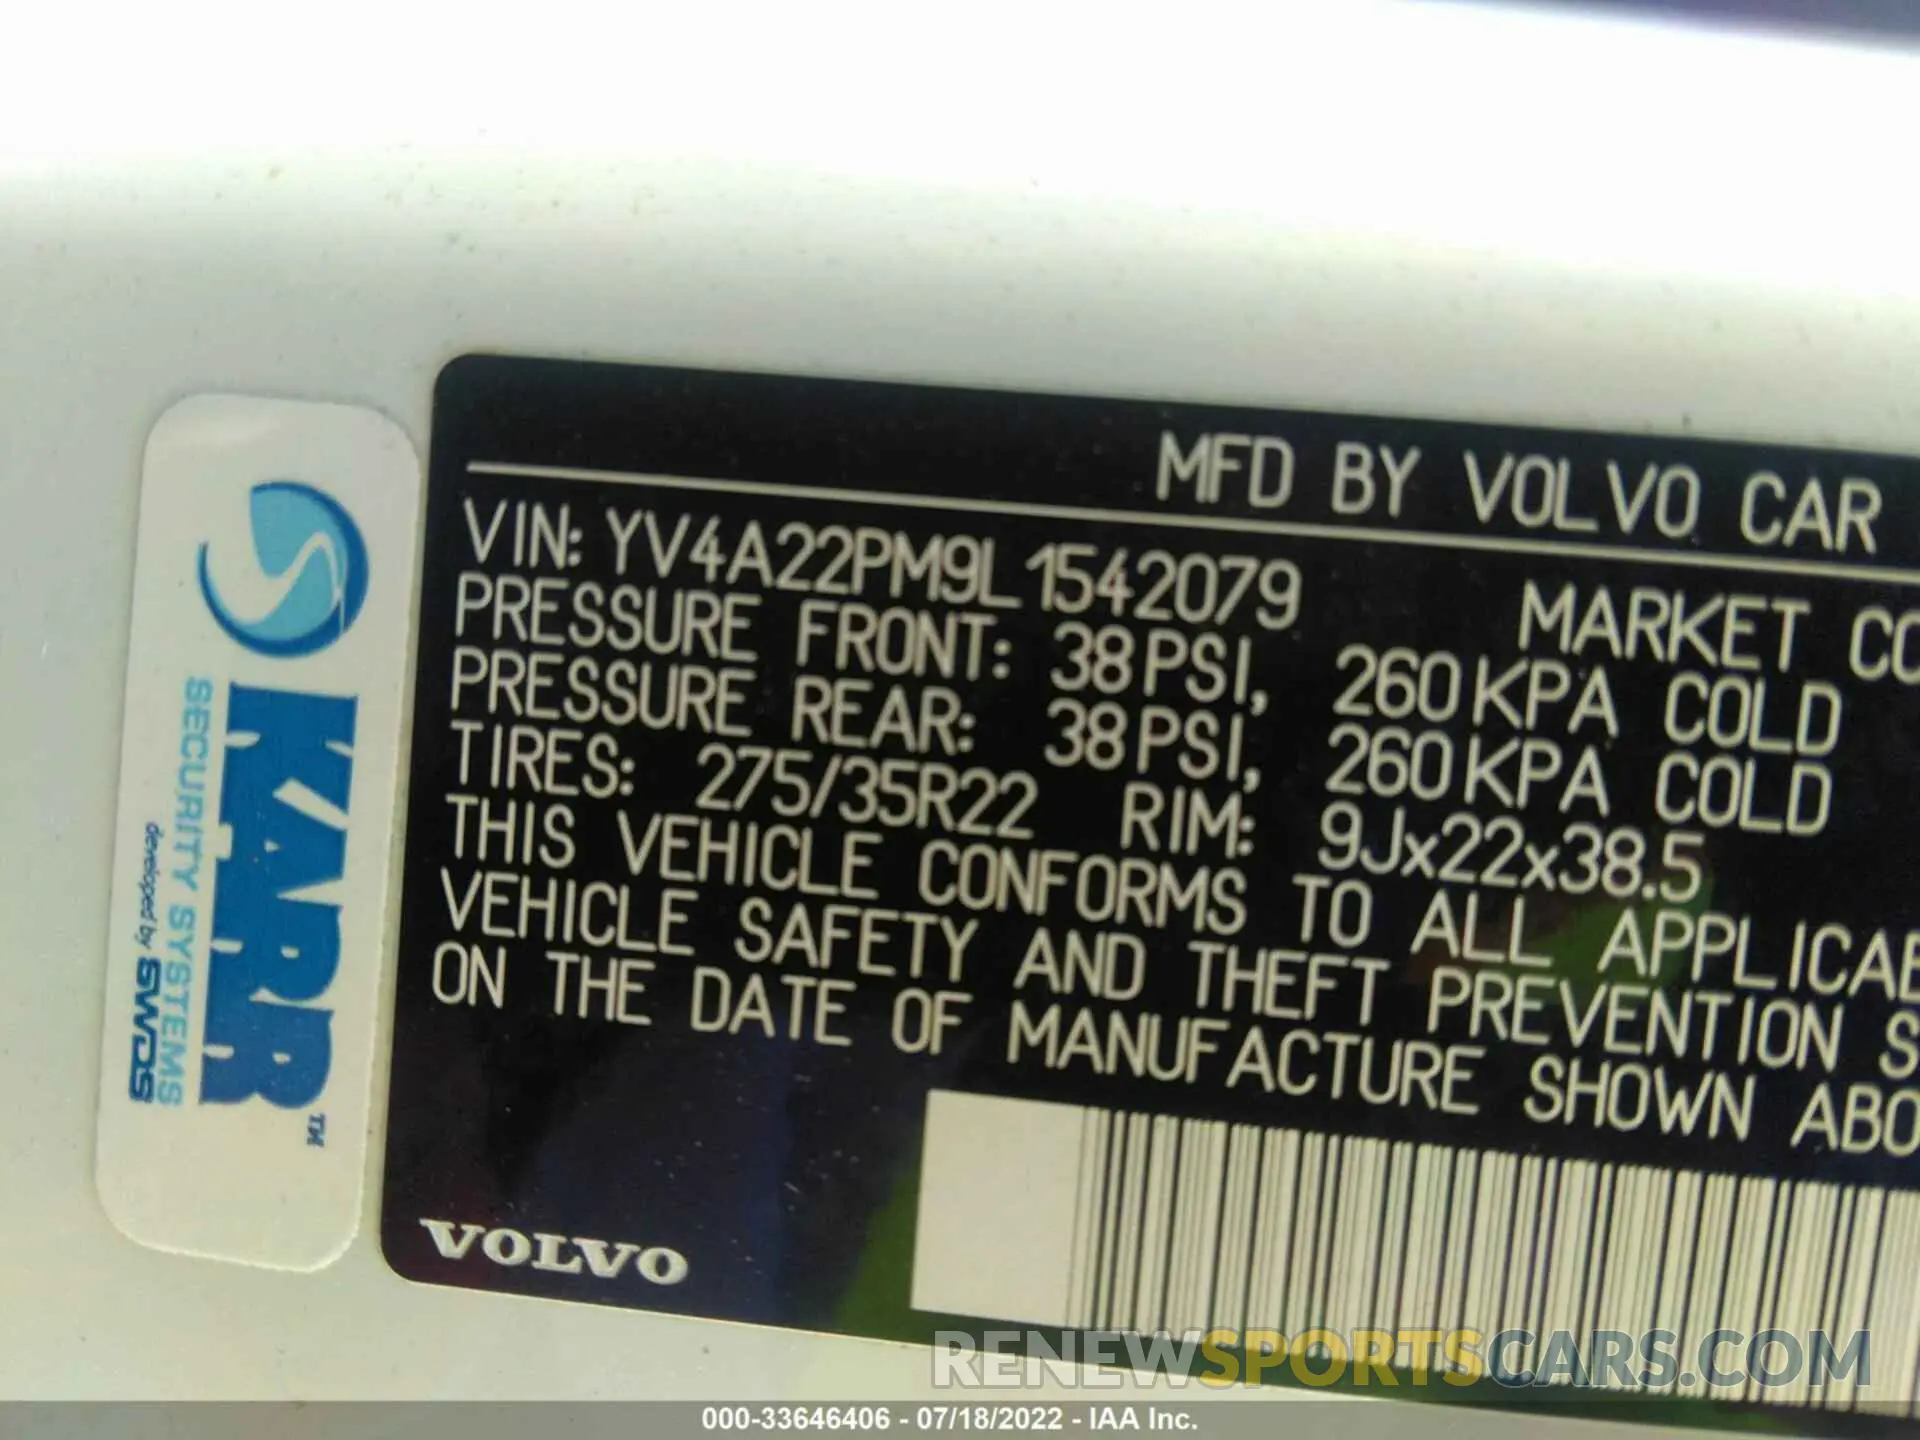 MFD BY VOLVO CAR
VIN: YV4A22PM9L1542079
MARKET
PRESSURE FRONT: 38PSI, 260KPA COLD
PRESSURE REAR: 38PSI, 260KPA COLD
TIRES: 275/35R22 RIM: 9Jx22x38.5
THIS VEHICLE CONFORMS TO ALL
VEHICLE SAFETY AND THEFT PREVENTION
ON THE DATE OF MANUFACTURE SHOWN
VOLVO
KARR™
SECURITY SYSTEMS
developed by SWDS
RENEWSPORTSCARS.COM
000-33646406 - 07/18/2022 - IAA Inc.